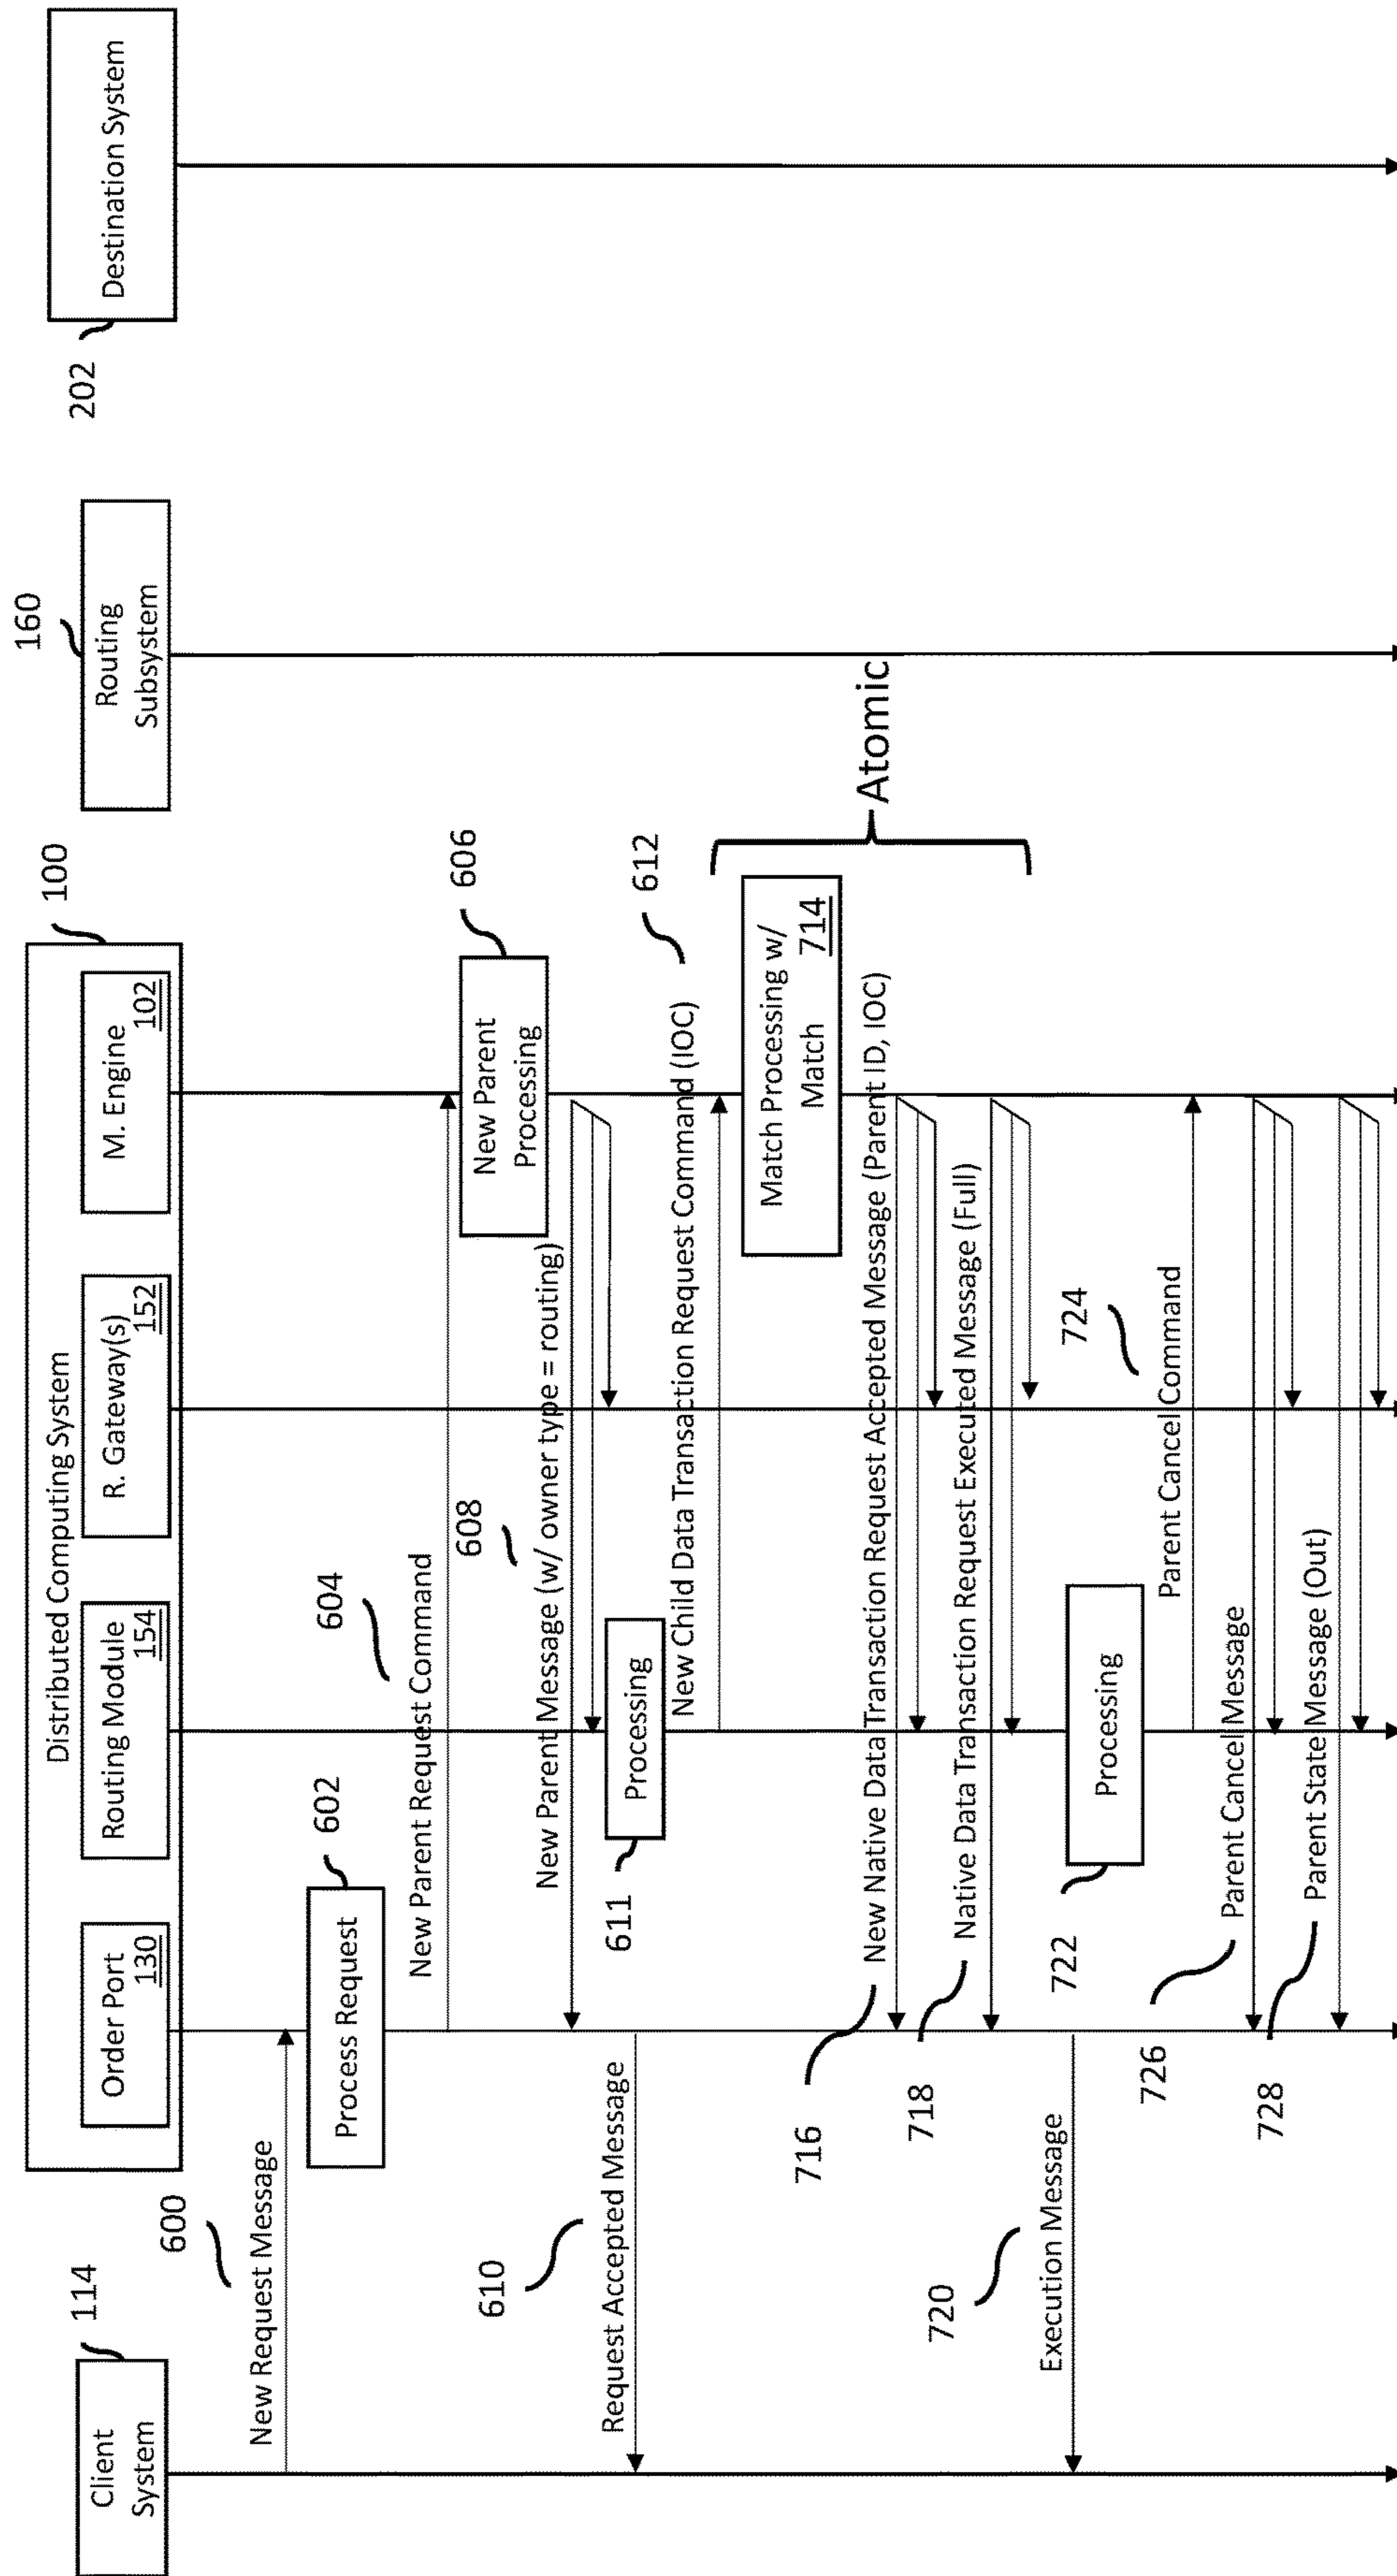 Client
System
114
Distributed Computing System
100
Order Port
130
Routing Module
154
R. Gateway(s)
152
M. Engine
102
Routing
Subsystem
160
Destination System
202
600
New Request Message
Process Request
602
604
New Parent Request Command
New Parent
Processing
606
608
New Parent Message (w/ owner type = routing)
610
Request Accepted Message
611
Processing
New Child Data Transaction Request Command (IOC)
612
Match Processing w/
Match
714
Atomic
716
New Native Data Transaction Request Accepted Message (Parent ID, IOC)
718
Native Data Transaction Request Executed Message (Full)
720
Execution Message
722
Processing
724
Parent Cancel Command
726
Parent Cancel Message
728
Parent State Message (Out)